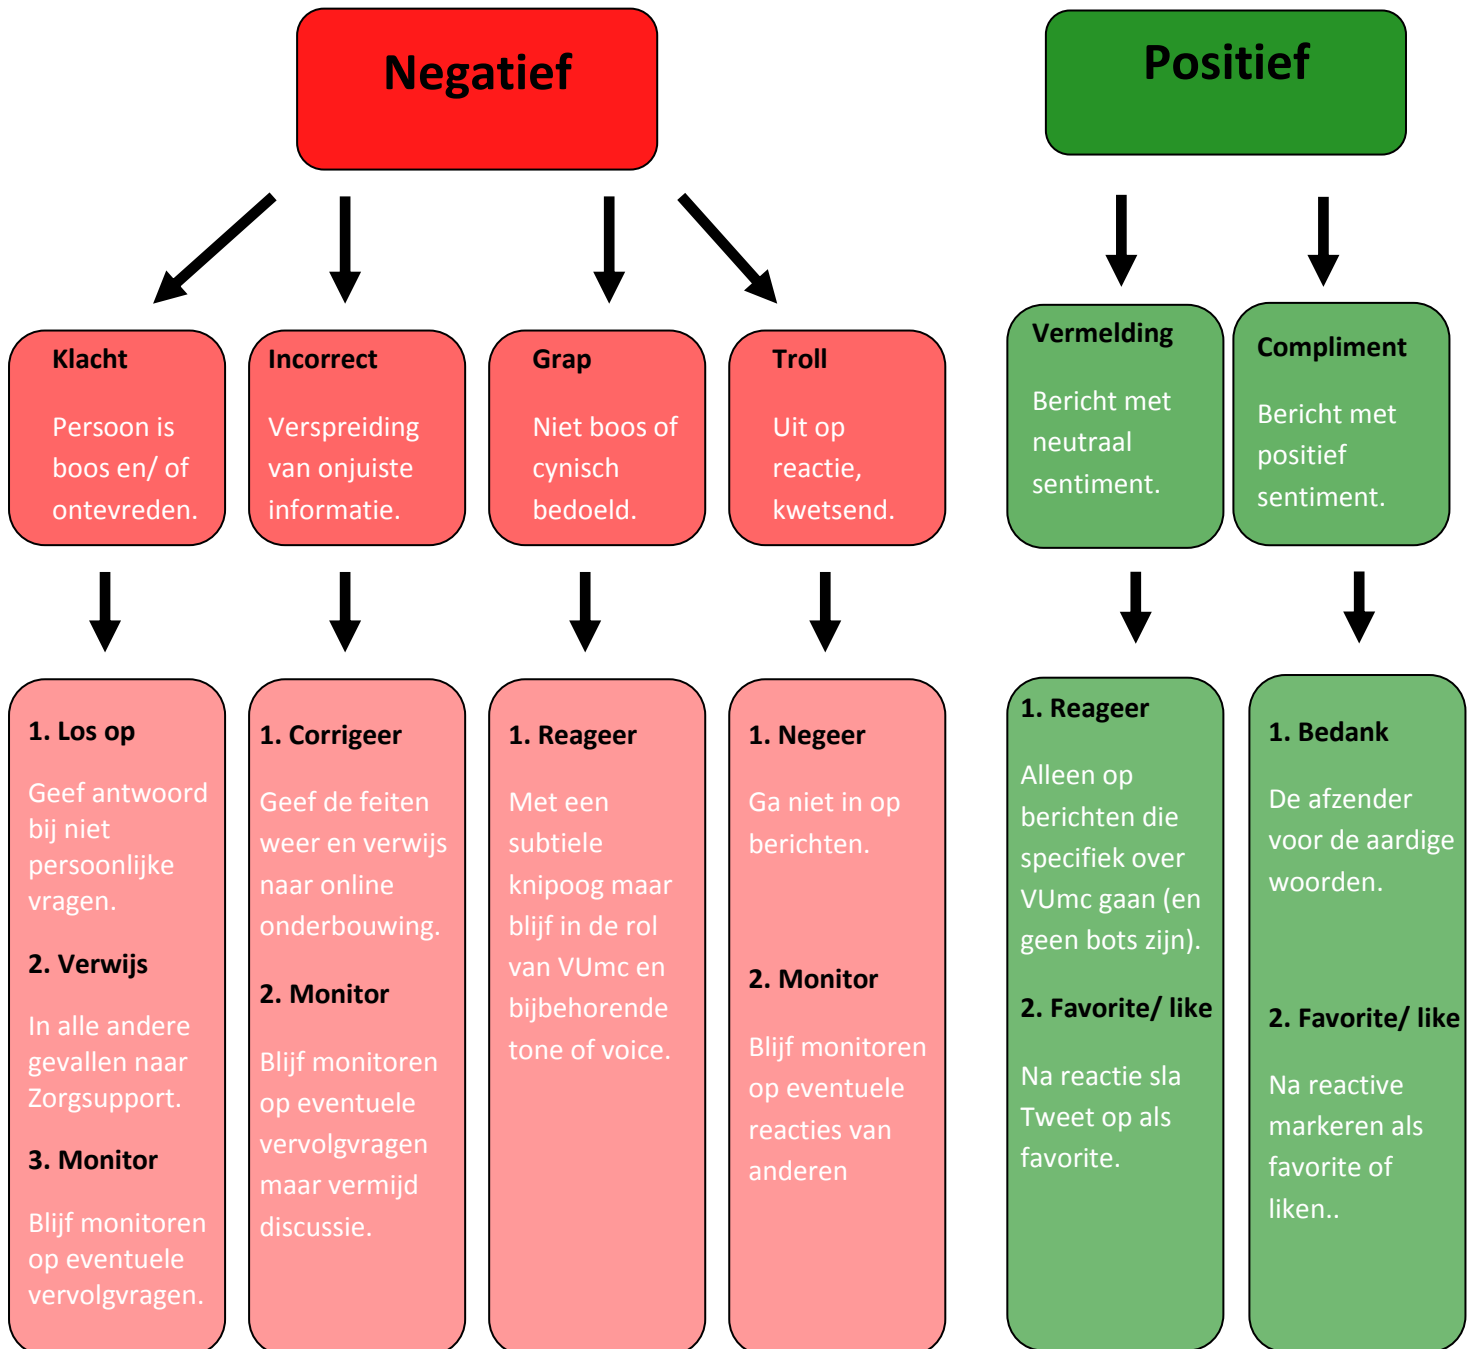 Negatief
Positief
Klacht
Persoon is
boos en/ of
ontevreden.
Incorrect
Verspreiding
van onjuiste
informatie.
Grap
Niet boos of
cynisch
bedoeld.
Troll
Uit op
reactie,
kwetsend.
Vermelding
Bericht met
neutraal
sentiment.
Compliment
Bericht met
positief
sentiment.
1. Los op
Geef antwoord
bij niet
persoonlijke
vragen.
2. Verwijs
In alle andere
gevallen naar
Zorgsupport.
3. Monitor
Blijf monitoren
op eventuele
vervolgvragen.
1. Corrigeer
Geef de feiten
weer en verwijs
naar online
onderbouwing.
2. Monitor
Blijf monitoren
op eventuele
vervolgvragen
maar vermijd
discussie.
1. Reageer
Met een
subtiele
knipoog maar
blijf in de rol
van VUmc en
bijbehorende
tone of voice.
1. Negeer
Ga niet in op
berichten.
2. Monitor
Blijf monitoren
op eventuele
reacties van
anderen
1. Reageer
Alleen op
berichten die
specifiek over
VUmc gaan (en
geen bots zijn).
2. Favorite/ like
Na reactie sla
Tweet op als
favorite.
1. Bedank
De afzender
voor de aardige
woorden.
2. Favorite/ like
Na reactive
markeren als
favorite of
liken..